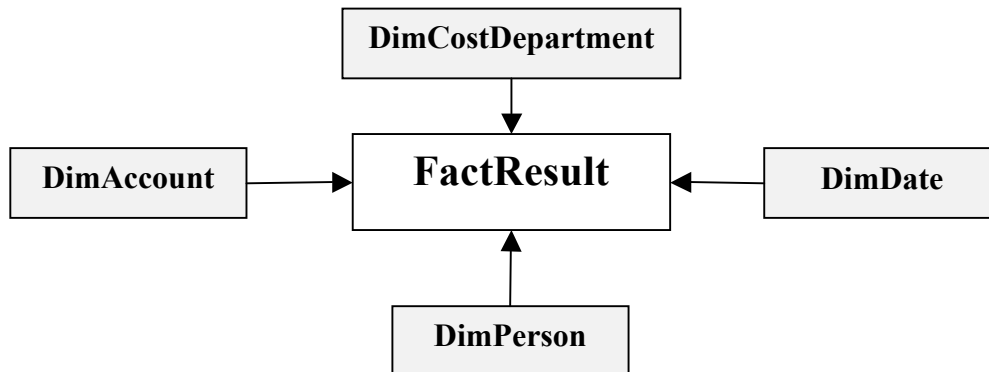 DimCostDepartment
FactResult
DimAccount
DimDate
DimPerson